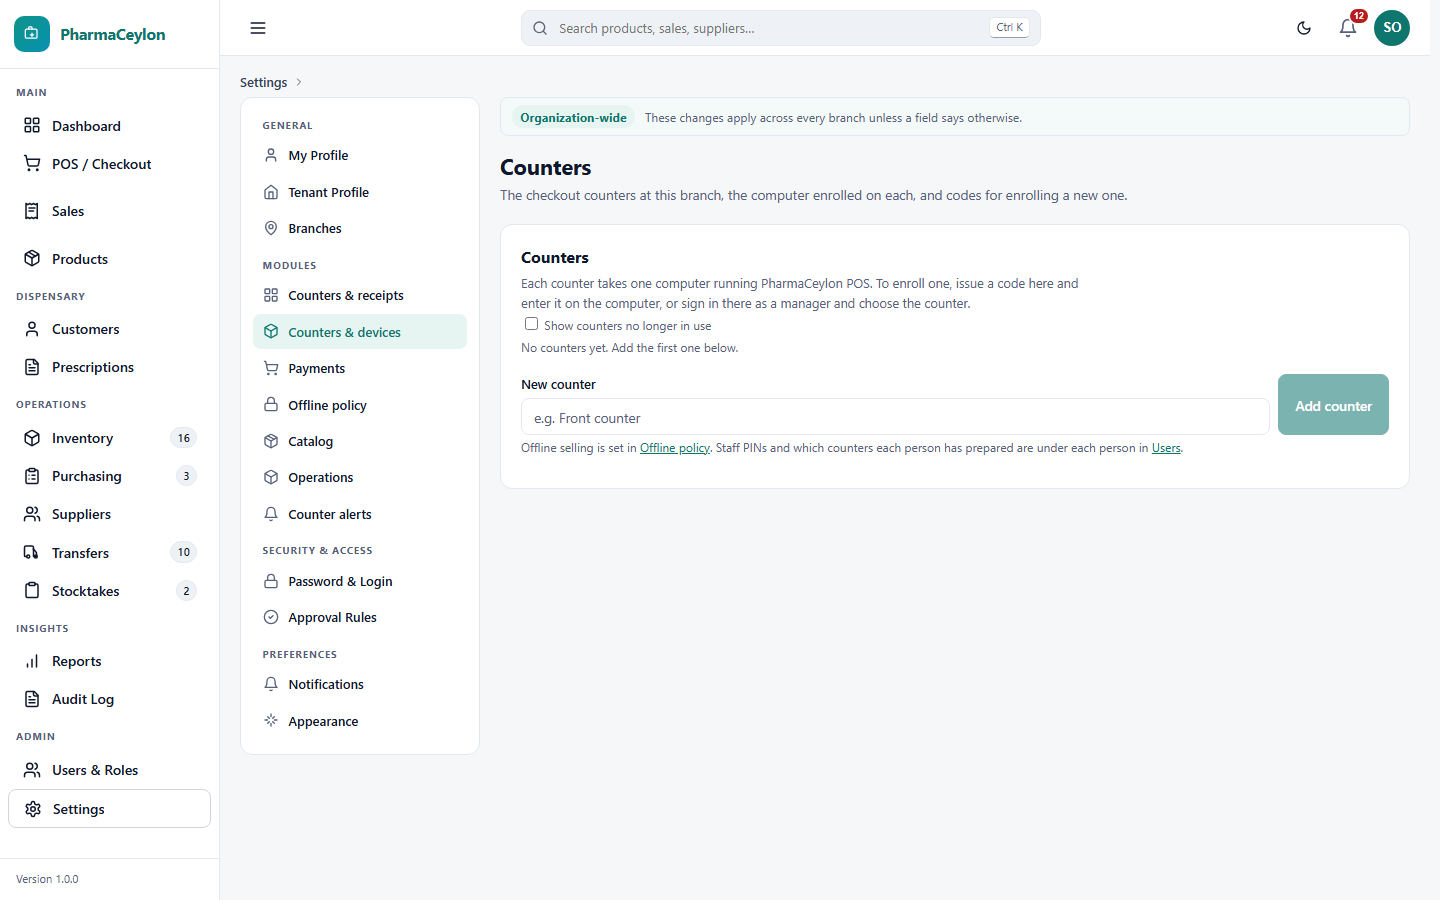 PharmaCeylon
Search products, sales, suppliers...
Ctrl K
12
SO
MAIN
Dashboard
POS / Checkout
Sales
Products
DISPENSARY
Customers
Prescriptions
OPERATIONS
Inventory 16
Purchasing 3
Suppliers
Transfers 10
Stocktakes 2
INSIGHTS
Reports
Audit Log
ADMIN
Users & Roles
Settings
Version 1.0.0
Settings
GENERAL
My Profile
Tenant Profile
Branches
MODULES
Counters & receipts
Counters & devices
Payments
Offline policy
Catalog
Operations
Counter alerts
SECURITY & ACCESS
Password & Login
Approval Rules
PREFERENCES
Notifications
Appearance
Organization-wide These changes apply across every branch unless a field says otherwise.
Counters
The checkout counters at this branch, the computer enrolled on each, and codes for enrolling a new one.
Counters
Each counter takes one computer running PharmaCeylon POS. To enroll one, issue a code here and
enter it on the computer, or sign in there as a manager and choose the counter.
Show counters no longer in use
No counters yet. Add the first one below.
New counter
e.g. Front counter
Add counter
Offline selling is set in Offline policy. Staff PINs and which counters each person has prepared are under each person in Users.